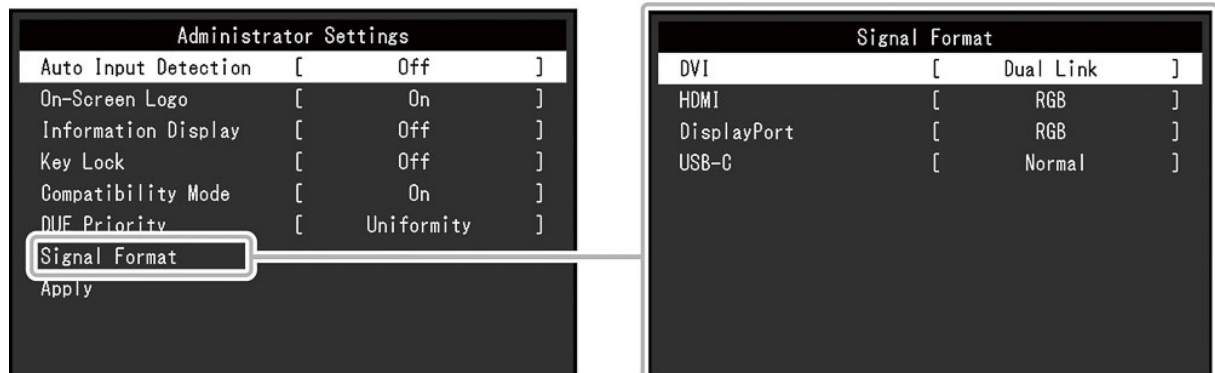 Administrator Settings
Auto Input Detection [ Off ]
On-Screen Logo [ On ]
Information Display [ Off ]
Key Lock [ Off ]
Compatibility Mode [ On ]
DUE Priority [ Uniformity ]
Signal Format
Apply
Signal Format
DVI [ Dual Link ]
HDMI [ RGB ]
DisplayPort [ RGB ]
USB-C [ Normal ]